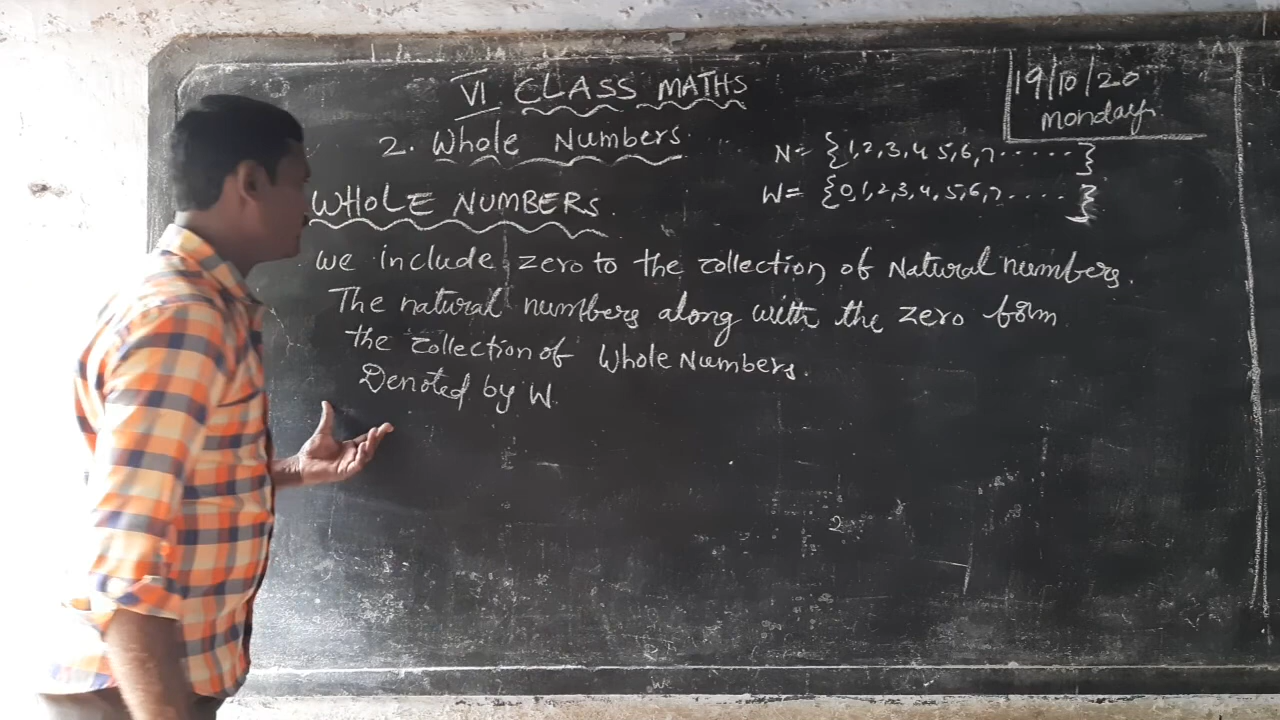 VI CLASS MATHS
19/10/20
Monday
2. Whole Numbers
N = {1,2,3,4 5,6,7......}
W = {0,1,2,3,4,5,6,7.....}
WHOLE NUMBERS
We include zero to the collection of Natural numbers.
The natural numbers along with the zero form
the collection of Whole Numbers.
Denoted by W
2